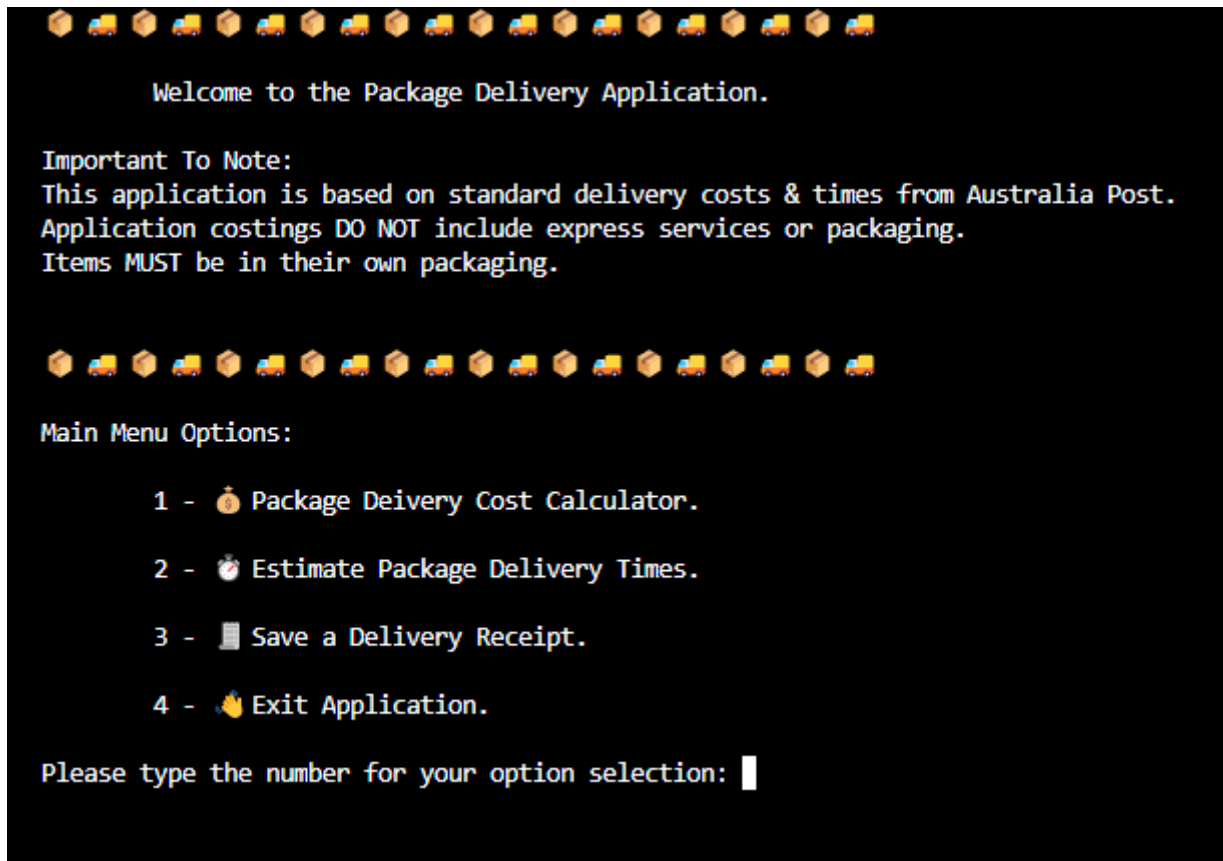 Welcome to the Package Delivery Application.
Important To Note:
This application is based on standard delivery costs & times from Australia Post.
Application costings DO NOT include express services or packaging.
Items MUST be in their own packaging.
Main Menu Options:
1 - 💰 Package Deivery Cost Calculator.
2 - ⏱ Estimate Package Delivery Times.
3 - 🧾 Save a Delivery Receipt.
4 - 👋 Exit Application.
Please type the number for your option selection: